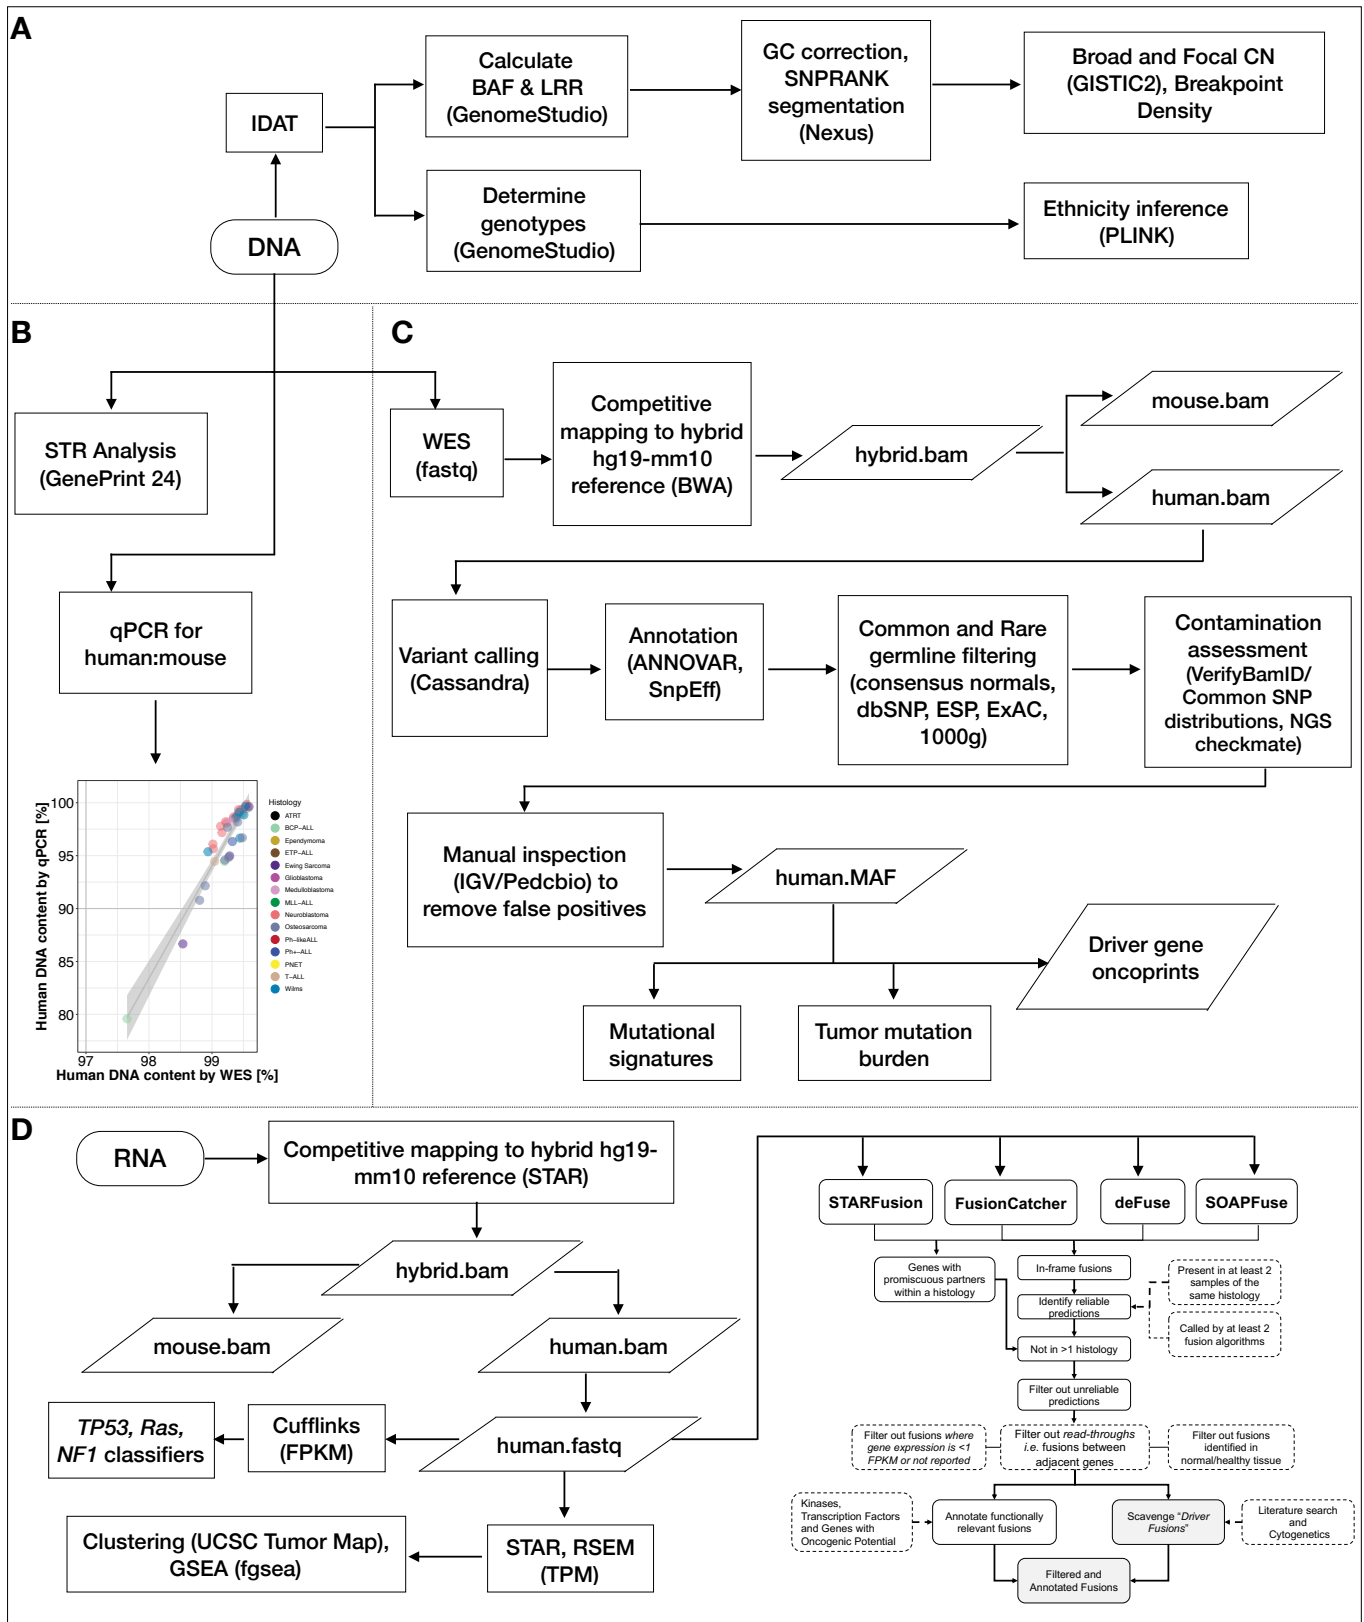 A
IDAT
DNA
Calculate
BAF & LRR
(GenomeStudio)
GC correction,
SNPRANK
segmentation
(Nexus)
Broad and Focal CN
(GISTIC2), Breakpoint
Density
Determine
genotypes
(GenomeStudio)
Ethnicity inference
(PLINK)
B
STR Analysis
(GenePrint 24)
qPCR for
human:mouse
Human DNA content by qPCR [%]
100
95
90
85
80
97
98
99
Human DNA content by WES [%]
Histology
ATRT
BCP-ALL
Ependymoma
ETP-ALL
Ewing Sarcoma
Glioblastoma
Medulloblastoma
MLL-ALL
Neuroblastoma
Osteosarcoma
Ph-likeALL
Ph+-ALL
PNET
T-ALL
Wilms
C
WES
(fastq)
Competitive
mapping to hybrid
hg19-mm10
reference (BWA)
hybrid.bam
mouse.bam
human.bam
Variant calling
(Cassandra)
Annotation
(ANNOVAR,
SnpEff)
Common and Rare
germline filtering
(consensus normals,
dbSNP, ESP, ExAC,
1000g)
Contamination
assessment
(VerifyBamID/
Common SNP
distributions, NGS
checkmate)
Manual inspection
(IGV/Pedcbio) to
remove false positives
human.MAF
Driver gene
oncoprints
Mutational
signatures
Tumor mutation
burden
D
RNA
Competitive mapping to hybrid hg19-
mm10 reference (STAR)
hybrid.bam
mouse.bam
human.bam
human.fastq
Cufflinks
(FPKM)
TP53, Ras,
NF1 classifiers
STAR, RSEM
(TPM)
Clustering (UCSC Tumor Map),
GSEA (fgsea)
STARFusion
FusionCatcher
deFuse
SOAPFuse
Genes with
promiscuous partners
within a histology
In-frame fusions
Identify reliable
predictions
Present in at least 2
samples of the
same histology
Called by at least 2
fusion algorithms
Not in >1 histology
Filter out unreliable
predictions
Filter out fusions where
gene expression is <1
FPKM or not reported
Filter out read-throughs
i.e. fusions between
adjacent genes
Filter out fusions
identified in
normal/healthy tissue
Kinases,
Transcription Factors
and Genes with
Oncogenic Potential
Annotate functionally
relevant fusions
Scavenge "Driver
Fusions"
Literature search
and
Cytogenetics
Filtered and
Annotated Fusions